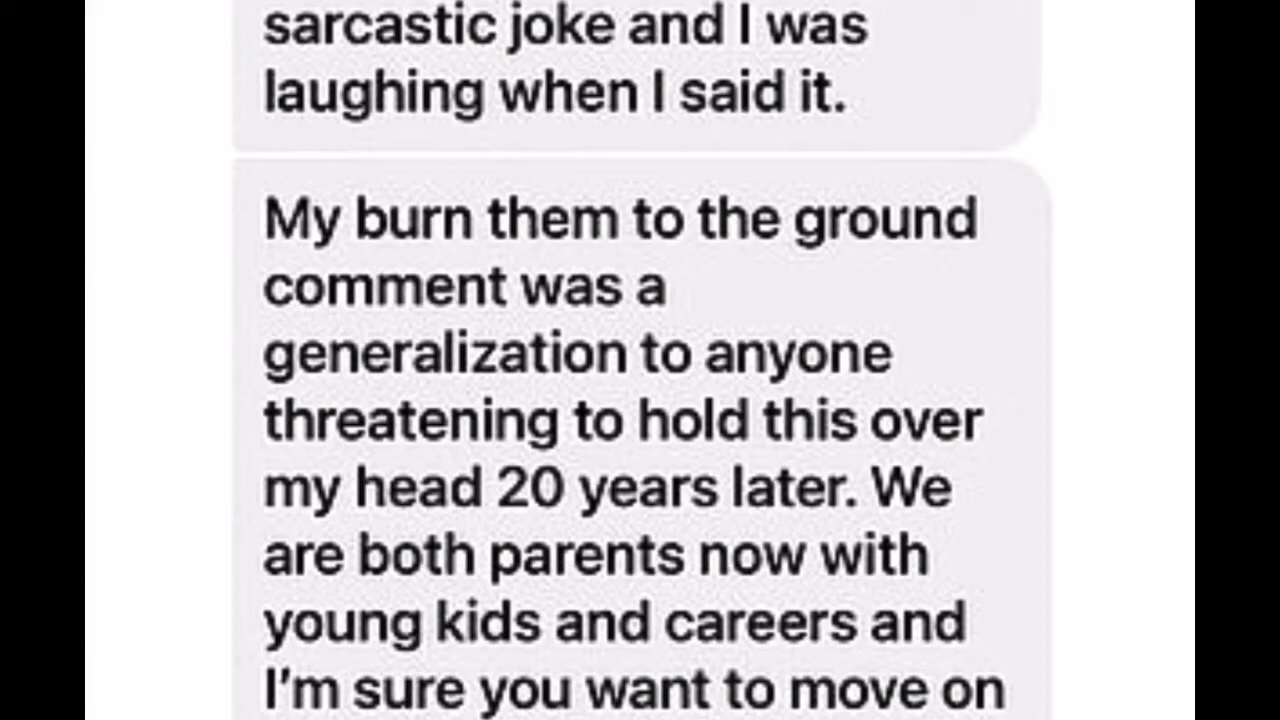 sarcastic joke and I was
laughing when I said it.
My burn them to the ground
comment was a
generalization to anyone
threatening to hold this over
my head 20 years later. We
are both parents now with
young kids and careers and
I'm sure you want to move on